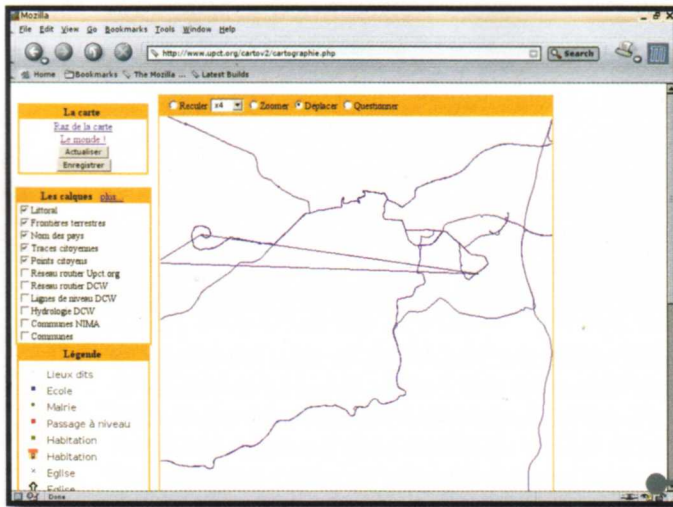 Mozilla
File Edit View Go Bookmarks Tools Window Help
http://www.upct.org/cartov2/cartographie.php Search
Home Bookmarks The Mozilla ... Latest Builds
La carte
Raz de la carte
Le monde !
Actualiser
Enregistrer
Reculer x4 Zoomer Déplacer Questionner
Les calques plus...
Littoral
Frontières terrestres
Nom des pays
Traces citoyennes
Points citoyens
Reseau routier Upct org
Reseau routier DCW
Lignes de niveau DCW
Hydrologie DCW
Communes NIMA
Communes
Légende
Lieux dits
Ecole
Mairie
Passage à niveau
Habitation
Habitation
Eglise
Eglise
Done